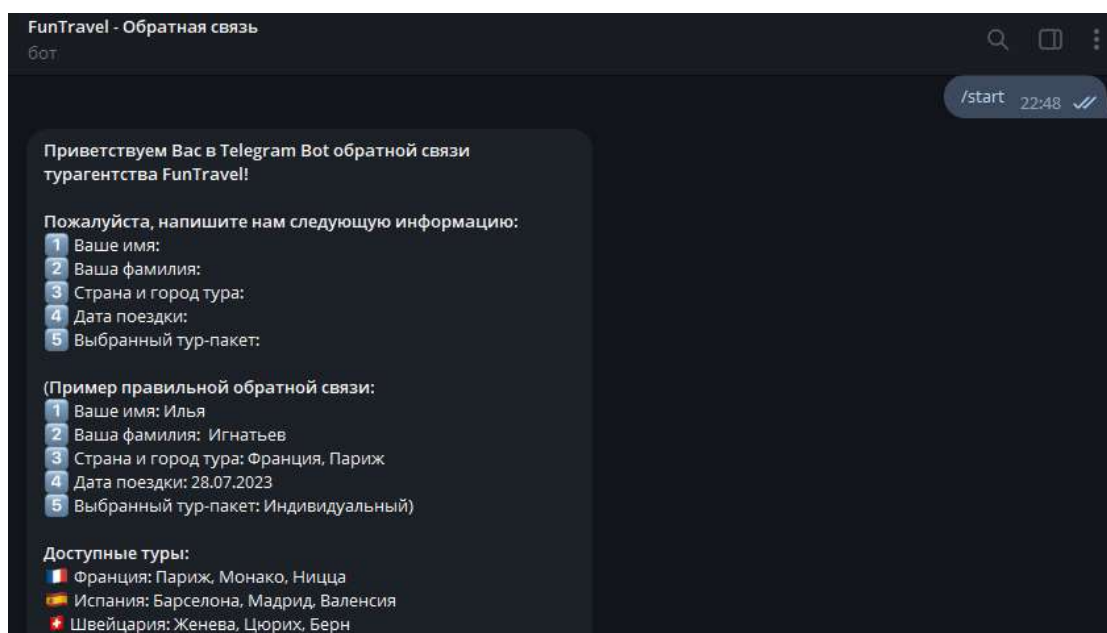 FunTravel - Обратная связь
бот
/start 22:48
Приветствуем Вас в Telegram Bot обратной связи
турагентства FunTravel!
Пожалуйста, напишите нам следующую информацию:
1 Ваше имя:
2 Ваша фамилия:
3 Страна и город тура:
4 Дата поездки:
5 Выбранный тур-пакет:
(Пример правильной обратной связи:
1 Ваше имя: Илья
2 Ваша фамилия: Игнатьев
3 Страна и город тура: Франция, Париж
4 Дата поездки: 28.07.2023
5 Выбранный тур-пакет: Индивидуальный)
Доступные туры:
Франция: Париж, Монако, Ницца
Испания: Барселона, Мадрид, Валенсия
Швейцария: Женева, Цюрих, Берн